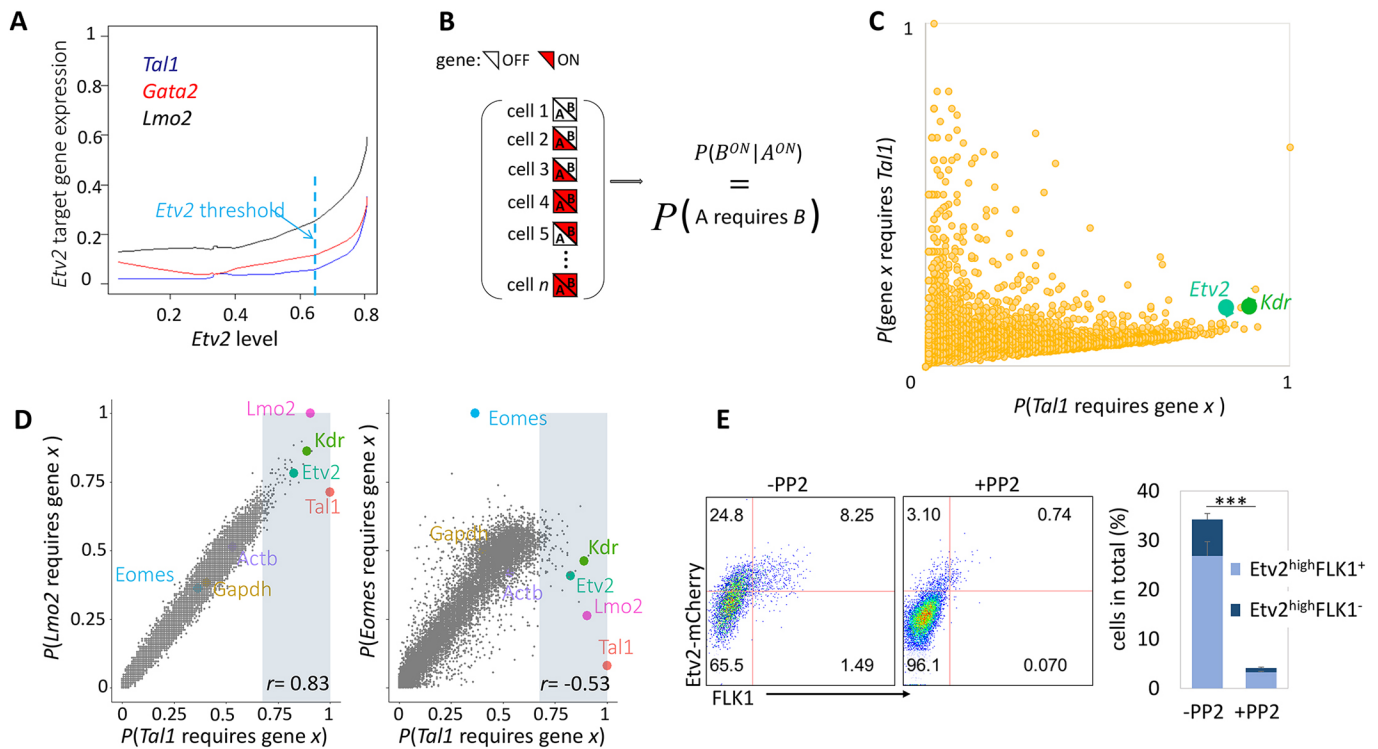 A
Etv2 target gene expression
1
0.8
0.6
0.4
0.2
0
Tal1
Gata2
Lmo2
Etv2 threshold
0.2 0.4 0.6 0.8
Etv2 level
B
gene: OFF ON
cell 1 A B
cell 2 A B
cell 3 A B
cell 4 A B
cell 5 A B
cell n A B
P(B^ON|A^ON)
=
P( A requires B )
C
P(gene x requires Tal1)
1
Etv2
Kdr
0
1
P(Tal1 requires gene x )
D
P(Lmo2 requires gene x )
1
0.75
0.5
0.25
0
Lmo2
Kdr
Etv2
Tal1
Actb
Eomes
Gapdh
r= 0.83
0 0.25 0.5 0.75 1
P(Tal1 requires gene x)
P(Eomes requires gene x )
Eomes
Gapdh
Kdr
Etv2
Actb
Lmo2
Tal1
r= -0.53
0 0.25 0.5 0.75 1
P(Tal1 requires gene x)
E
-PP2
+PP2
Etv2-mCherry
24.8 8.25
65.5 1.49
3.10 0.74
96.1 0.070
FLK1
cells in total (%)
40
30
20
10
0
***
Etv2^highFLK1^+
Etv2^highFLK1^-
-PP2 +PP2